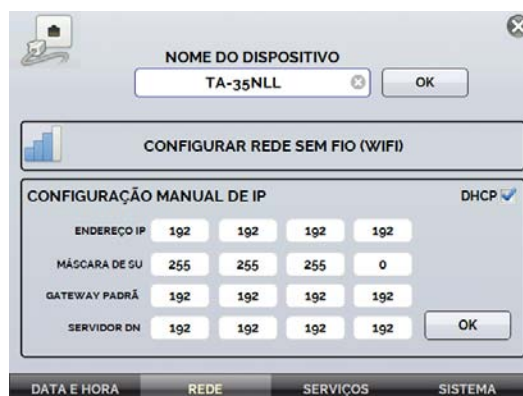 NOME DO DISPOSITIVO
TA-35NLL OK
CONFIGURAR REDE SEM FIO (WIFI)
CONFIGURAÇÃO MANUAL DE IP DHCP
ENDEREÇO IP 192 192 192 192
MÁSCARA DE SU 255 255 255 0
GATEWAY PADRÃ 192 192 192 192
SERVIDOR DN 192 192 192 192 OK
DATA E HORA REDE SERVIÇOS SISTEMA